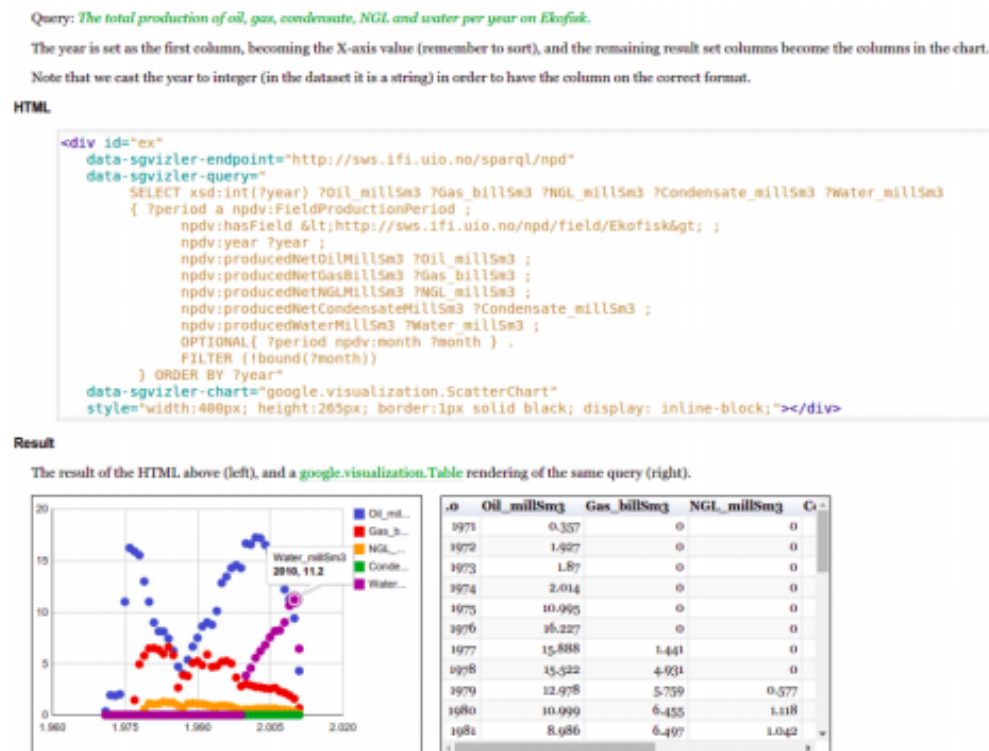 Query: The total production of oil, gas, condensate, NGL and water per year on Ekofisk.
The year is set as the first column, becoming the X-axis value (remember to sort), and the remaining result set columns become the columns in the chart.
Note that we cast the year to integer (in the dataset it is a string) in order to have the column on the correct format.
HTML
<div id="ex"
data-sgvizler-endpoint="http://sws.ifi.uio.no/sparql/npd"
data-sgvizler-query="
SELECT xsd:int(?year) ?Oil_millSm3 ?Gas_billSm3 ?NGL_millSm3 ?Condensate_millSm3 ?Water_millSm3
{ ?period a npdv:FieldProductionPeriod ;
npdv:hasField &lt;http://sws.ifi.uio.no/npd/field/Ekofisk&gt; ;
npdv:year ?year ;
npdv:producedNetOilMillSm3 ?Oil_millSm3 ;
npdv:producedNetGasBillSm3 ?Gas_billSm3 ;
npdv:producedNetNGLMillSm3 ?NGL_millSm3 ;
npdv:producedNetCondensateMillSm3 ?Condensate_millSm3 ;
npdv:producedWaterMillSm3 ?Water_millSm3 ;
OPTIONAL{ ?period npdv:month ?month } .
FILTER (!bound(?month))
} ORDER BY ?year"
data-sgvizler-chart="google.visualization.ScatterChart"
style="width:400px; height:265px; border:1px solid black; display: inline-block;"></div>
Result
The result of the HTML above (left), and a google.visualization.Table rendering of the same query (right).
20
15
10
5
0
1.960 1.975 1.990 2.005 2.020
Water_millSm3
2010, 11.2
Oil_mil...
Gas_b...
NGL_...
Conde...
Water...
.0 Oil_millSm3 Gas_billSm3 NGL_millSm3 Co
1971 0.357 0 0
1972 1.927 0 0
1973 1.87 0 0
1974 2.014 0 0
1975 10.995 0 0
1976 16.227 0 0
1977 15.888 1.441 0
1978 15.522 4.931 0
1979 12.978 5.759 0.577
1980 10.999 6.455 1.118
1981 8.986 6.497 1.042